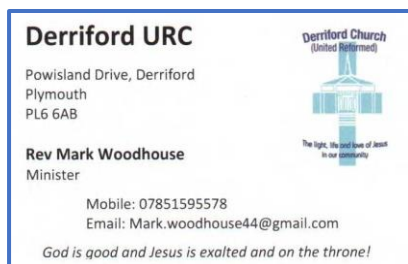 Derriford URC
Derriford Church
(United Reformed)
Powisland Drive, Derriford
Plymouth
PL6 6AB
The light, life and love of Jesus
in our community
Rev Mark Woodhouse
Minister
Mobile: 07851595578
Email: Mark.woodhouse44@gmail.com
God is good and Jesus is exalted and on the throne!